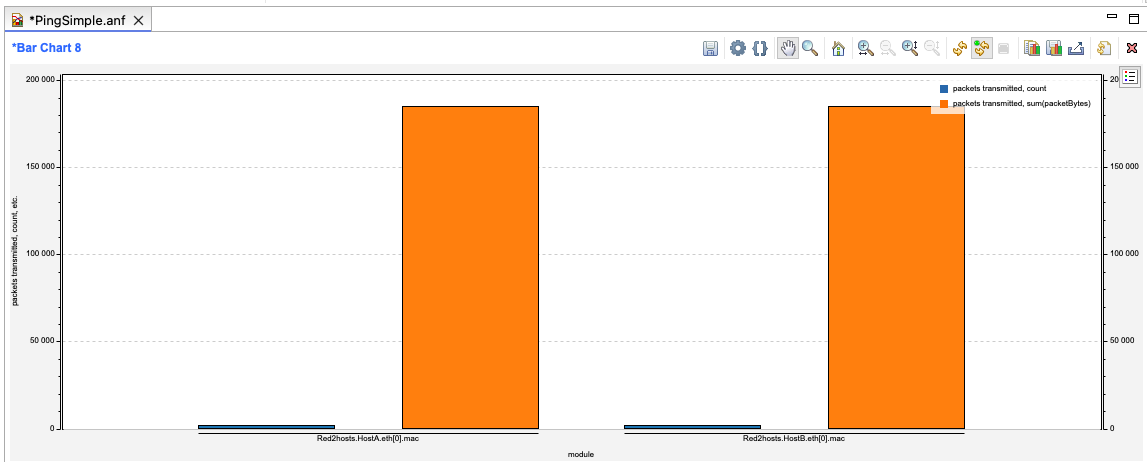 *PingSimple.anf
*Bar Chart 8
200 000
20
packets transmitted, count
packets transmitted, sum(packetBytes)
150 000
150 000
packets transmitted, count, etc.
100 000
100 000
50 000
50 000
0
0
Red2hosts.HostA.eth[0].mac
Red2hosts.HostB.eth[0].mac
module